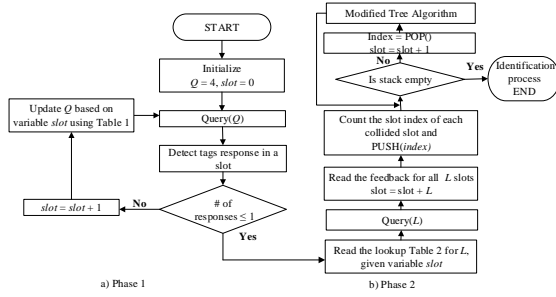 START
Initialize
Q = 4, slot = 0
Update Q based on
variable slot using Table 1
Query(Q)
Detect tags response in a
slot
# of
responses ≤ 1
No
slot = slot + 1
Yes
a) Phase 1
Modified Tree Algorithm
Index = POP()
slot = slot + 1
No
Yes
Is stack empty
Identification
process
END
Count the slot index of each
collided slot and
PUSH(index)
Read the feedback for all L slots
slot = slot + L
Query(L)
Read the lookup Table 2 for L,
given variable slot
b) Phase 2